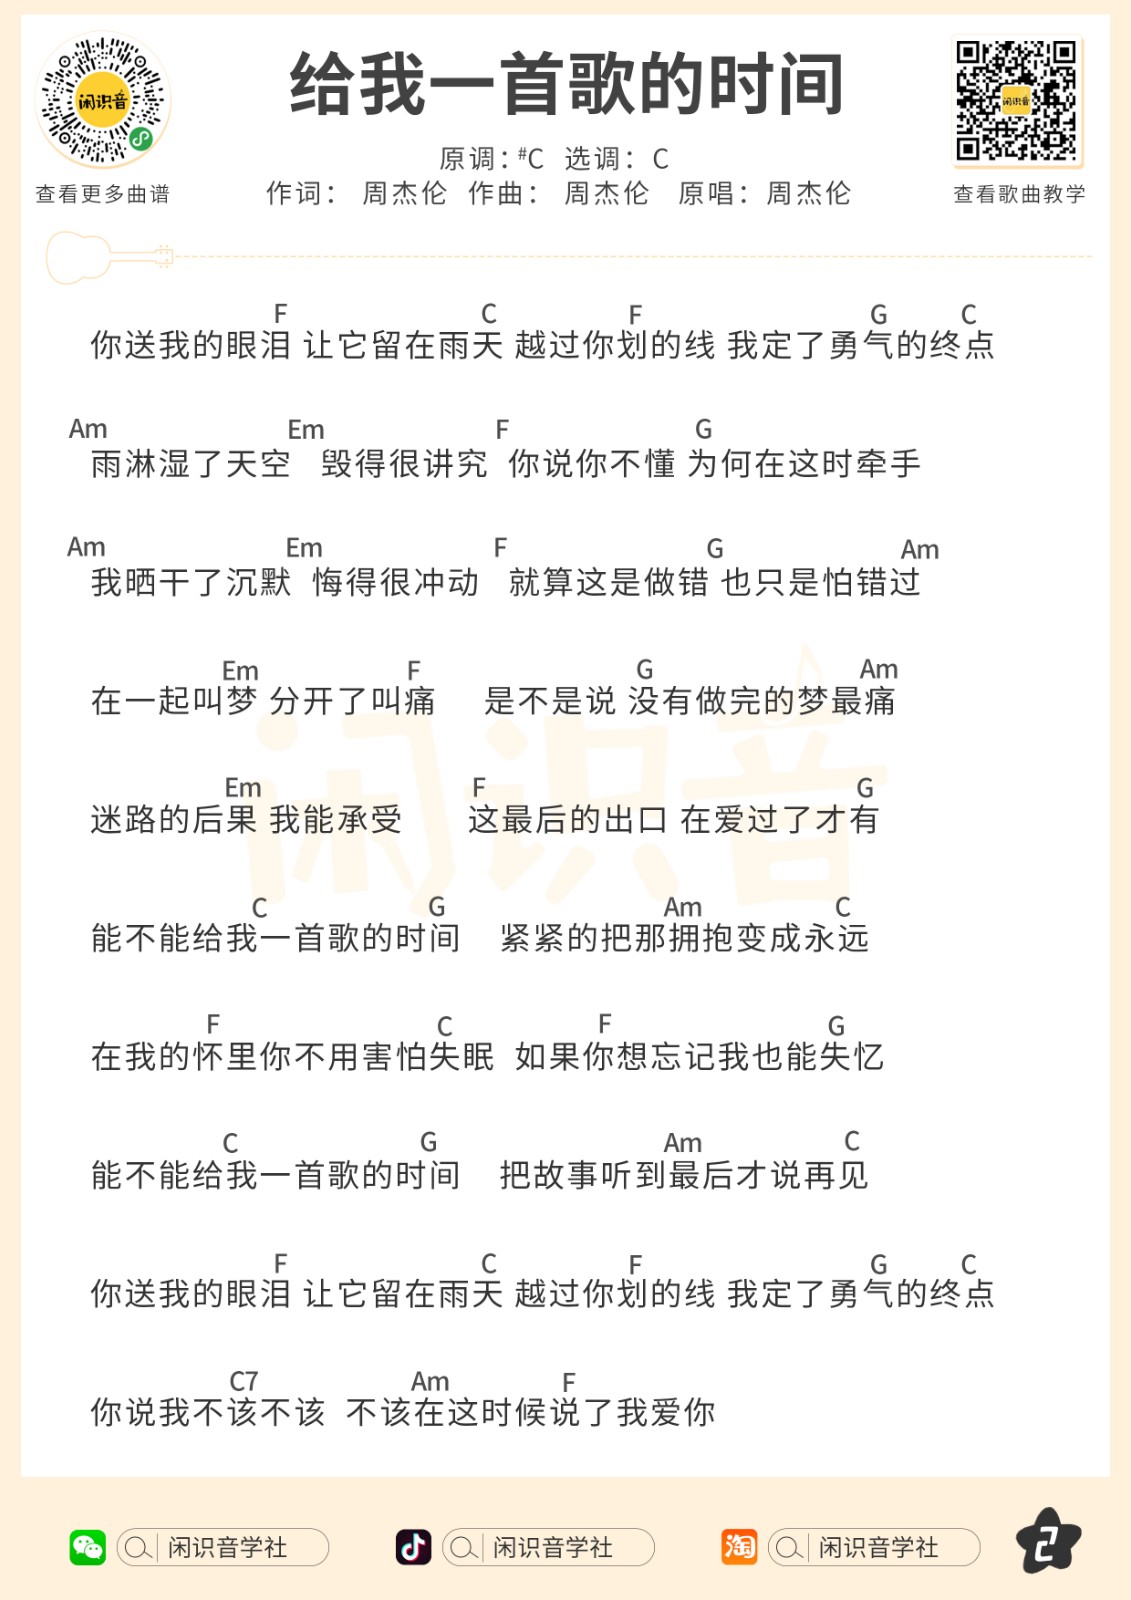 闲识音
闲识音
给我一首歌的时间
原调：#C 选调：C
查看更多曲谱
作词： 周杰伦 作曲： 周杰伦 原唱：周杰伦
查看歌曲教学
F C F G C
你送我的眼泪 让它留在雨天 越过你划的线 我定了勇气的终点
Am Em F G
雨淋湿了天空 毁得很讲究 你说你不懂 为何在这时牵手
Am Em F G Am
我晒干了沉默 悔得很冲动 就算这是做错 也只是怕错过
Em F G Am
在一起叫梦 分开了叫痛 是不是说 没有做完的梦最痛
Em F G
迷路的后果 我能承受 这最后的出口 在爱过了才有
闲识音
C G Am C
能不能给我一首歌的时间 紧紧的把那拥抱变成永远
F C F G
在我的怀里你不用害怕失眠 如果你想忘记我也能失忆
C G Am C
能不能给我一首歌的时间 把故事听到最后才说再见
F C F G C
你送我的眼泪 让它留在雨天 越过你划的线 我定了勇气的终点
C7 Am F
你说我不该不该 不该在这时候说了我爱你
闲识音学社
闲识音学社
淘 闲识音学社
2